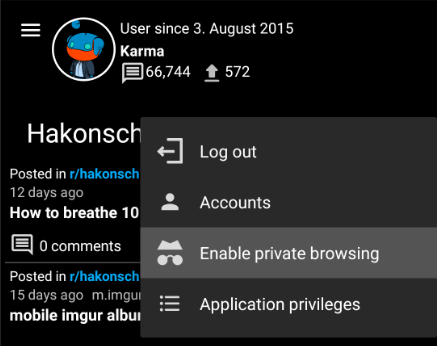 User since 3. August 2015
Karma
66,744 572
Hakonsch
Log out
Posted in r/hakonsch
12 days ago
Accounts
How to breathe 10
0 comments
Enable private browsing
Posted in r/hakonsch
15 days ago m.imgu
Application privileges
mobile imgur albu